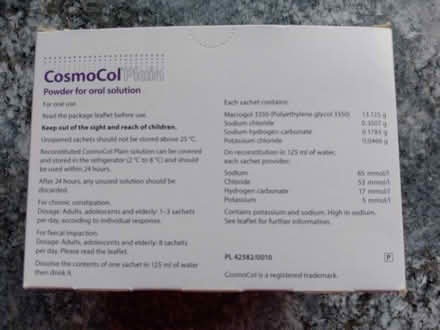 CosmoCol Plain
Powder for oral solution
For oral use.
Read the package leaflet before use.
Keep out of the sight and reach of children.
Unopened sachets should not be stored above 25 °C.
Reconstituted CosmoCol Plain solution can be covered
and stored in the refrigerator (2 °C to 8 °C) and should
be used within 24 hours.
After 24 hours, any unused solution should be
discarded.
For chronic constipation.
Dosage: Adults, adolescents and elderly: 1–3 sachets
per day, according to individual response.
For faecal impaction.
Dosage: Adults, adolescents and elderly: 8 sachets
per day. Please read the leaflet.
Dissolve the contents of one sachet in 125 ml of water
then drink it.
Each sachet contains:
Macrogol 3350 (Polyethylene glycol 3350) 13.125 g
Sodium chloride 0.3507 g
Sodium hydrogen carbonate 0.1785 g
Potassium chloride 0.0466 g
On reconstitution in 125 ml of water,
each sachet provides:
Sodium 65 mmol/l
Chloride 53 mmol/l
Hydrogen carbonate 17 mmol/l
Potassium 5 mmol/l
Contains potassium and sodium. High in sodium.
See leaflet for further information.
PL 42582/0010
P
CosmoCol is a registered trademark.